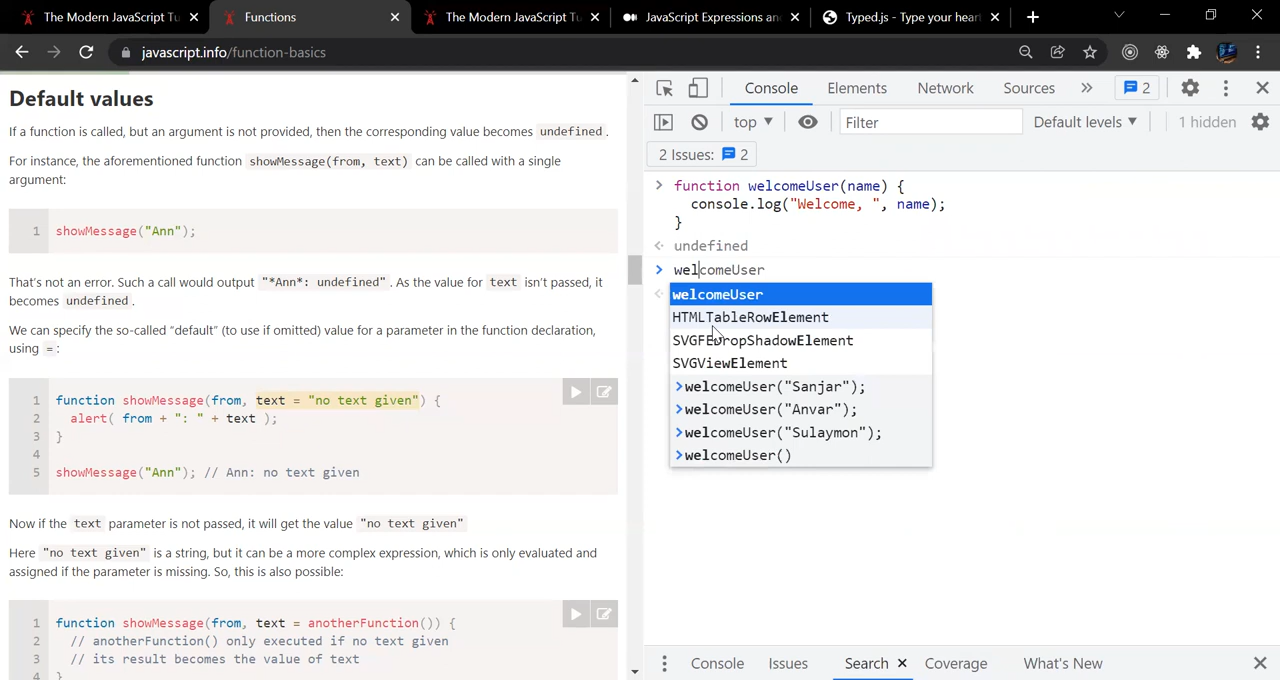 The Modern JavaScript Tu
Functions
The Modern JavaScript Tu
JavaScript Expressions an
Typed.js - Type your heart
javascript.info/function-basics
Default values
If a function is called, but an argument is not provided, then the corresponding value becomes undefined.
For instance, the aforementioned function showMessage(from, text) can be called with a single
argument:
1 showMessage("Ann");
That's not an error. Such a call would output "*Ann*: undefined". As the value for text isn't passed, it
becomes undefined.
We can specify the so-called "default" (to use if omitted) value for a parameter in the function declaration,
using =:
1 function showMessage(from, text = "no text given") {
2 alert( from + ": " + text );
3 }
4
5 showMessage("Ann"); // Ann: no text given
Now if the text parameter is not passed, it will get the value "no text given"
Here "no text given" is a string, but it can be a more complex expression, which is only evaluated and
assigned if the parameter is missing. So, this is also possible:
1 function showMessage(from, text = anotherFunction()) {
2 // anotherFunction() only executed if no text given
3 // its result becomes the value of text
4 }
Console
Elements
Network
Sources
2
top
Filter
Default levels
1 hidden
2 Issues: 2
function welcomeUser(name) {
console.log("Welcome, ", name);
}
undefined
welcomeUser
welcomeUser
HTMLTableRowElement
SVGFEDropShadowElement
SVGViewElement
welcomeUser("Sanjar");
welcomeUser("Anvar");
welcomeUser("Sulaymon");
welcomeUser()
Console
Issues
Search
Coverage
What's New